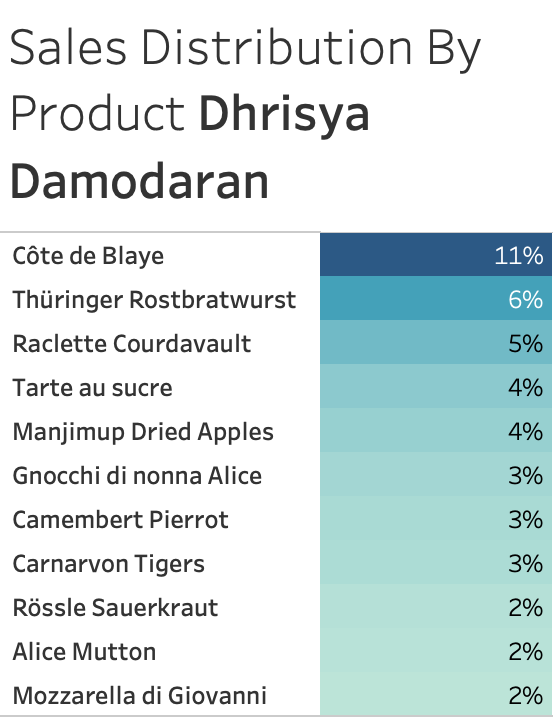 Sales Distribution By
Product Dhrisya
Damodaran
Côte de Blaye 11%
Thüringer Rostbratwurst 6%
Raclette Courdavault 5%
Tarte au sucre 4%
Manjimup Dried Apples 4%
Gnocchi di nonna Alice 3%
Camembert Pierrot 3%
Carnarvon Tigers 3%
Rössle Sauerkraut 2%
Alice Mutton 2%
Mozzarella di Giovanni 2%